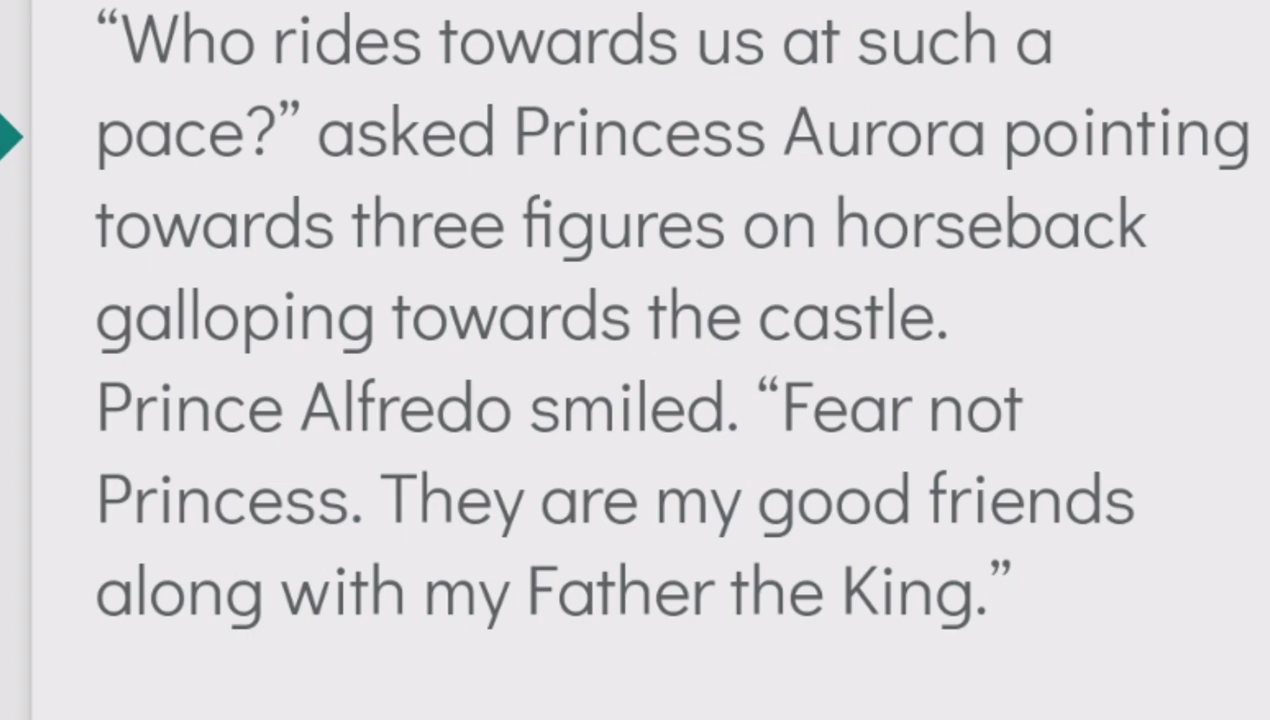 “Who rides towards us at such a
pace?” asked Princess Aurora pointing
towards three figures on horseback
galloping towards the castle.
Prince Alfredo smiled. “Fear not
Princess. They are my good friends
along with my Father the King.”